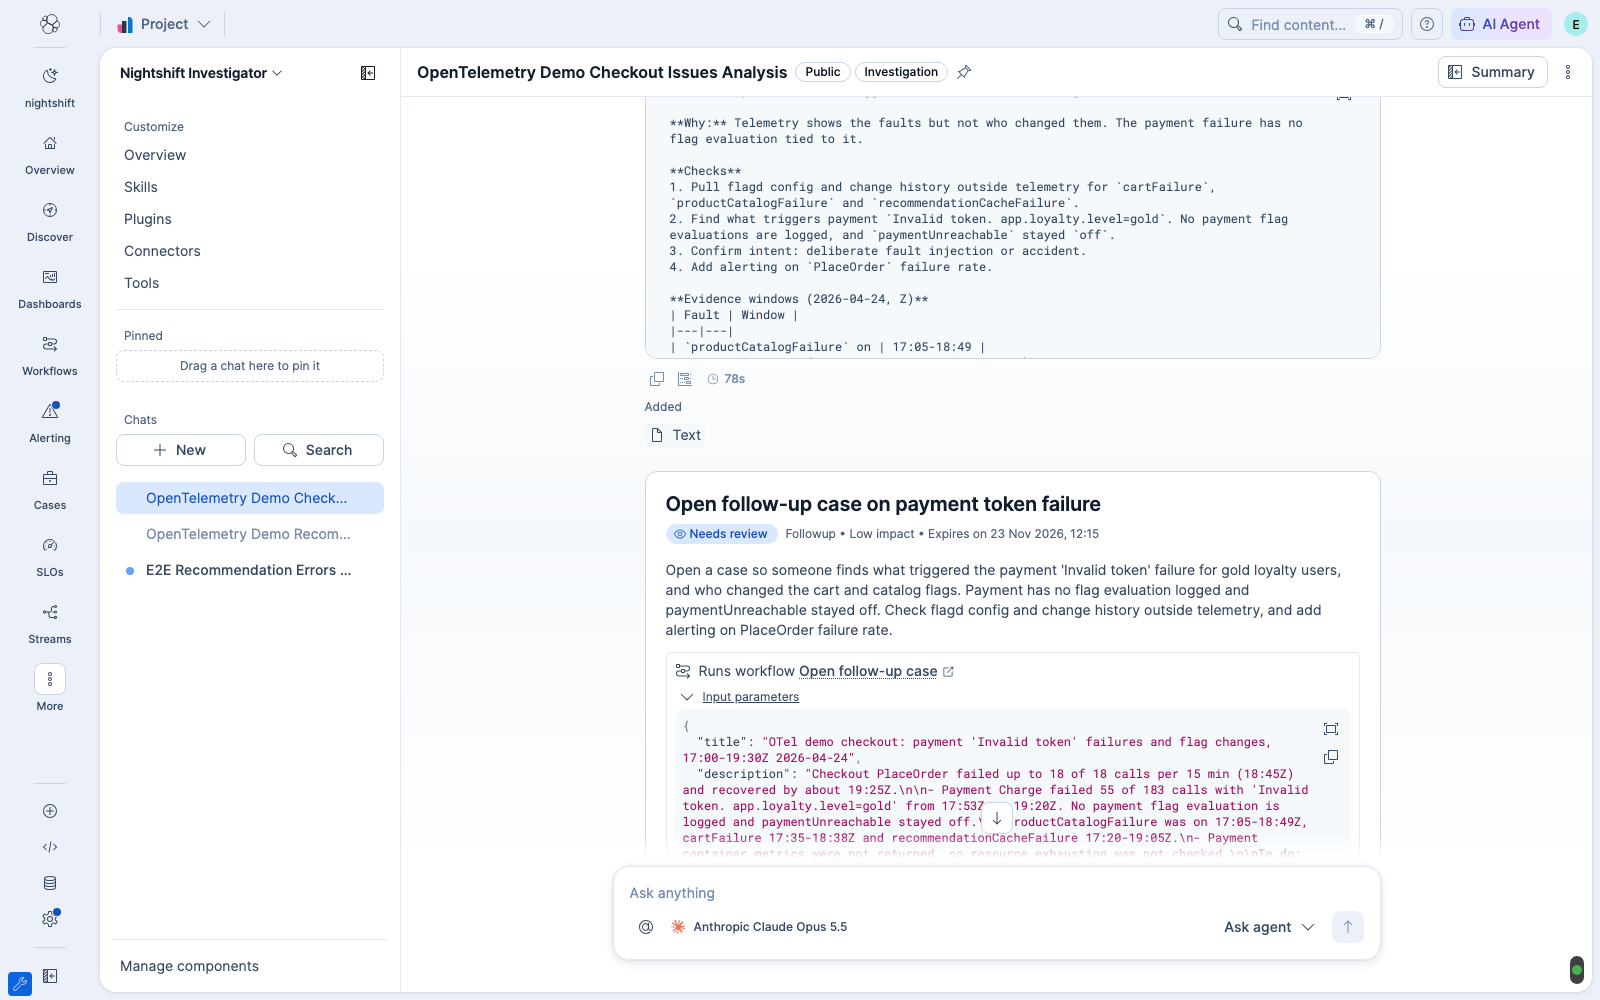 Project
Find content...
⌘ /
AI Agent
E
nightshift
Overview
Discover
Dashboards
Workflows
Alerting
Cases
SLOs
Streams
More
Nightshift Investigator
Customize
Overview
Skills
Plugins
Connectors
Tools
Pinned
Drag a chat here to pin it
Chats
New
Search
OpenTelemetry Demo Check...
OpenTelemetry Demo Recom...
E2E Recommendation Errors ...
Manage components
OpenTelemetry Demo Checkout Issues Analysis
Public
Investigation
Summary
**Why:** Telemetry shows the faults but not who changed them. The payment failure has no
flag evaluation tied to it.
**Checks**
1. Pull flagd config and change history outside telemetry for `cartFailure`,
`productCatalogFailure` and `recommendationCacheFailure`.
2. Find what triggers payment `Invalid token. app.loyalty.level=gold`. No payment flag
evaluations are logged, and `paymentUnreachable` stayed `off`.
3. Confirm intent: deliberate fault injection or accident.
4. Add alerting on `PlaceOrder` failure rate.
**Evidence windows (2026-04-24, Z)**
| Fault | Window |
|---|---|
| `productCatalogFailure` on | 17:05-18:49 |
78s
Added
Text
Open follow-up case on payment token failure
Needs review
Followup • Low impact • Expires on 23 Nov 2026, 12:15
Open a case so someone finds what triggered the payment 'Invalid token' failure for gold loyalty users,
and who changed the cart and catalog flags. Payment has no flag evaluation logged and
paymentUnreachable stayed off. Check flagd config and change history outside telemetry, and add
alerting on PlaceOrder failure rate.
Runs workflow Open follow-up case
Input parameters
{
"title": "OTel demo checkout: payment 'Invalid token' failures and flag changes,
17:00-19:30Z 2026-04-24",
"description": "Checkout PlaceOrder failed up to 18 of 18 calls per 15 min (18:45Z)
and recovered by about 19:25Z.\n\n- Payment Charge failed 55 of 183 calls with 'Invalid
token. app.loyalty.level=gold' from 17:53Z 19:20Z. No payment flag evaluation is
logged and paymentUnreachable stayed off.\ roductCatalogFailure was on 17:05-18:49Z,
cartFailure 17:35-18:38Z and recommendationCacheFailure 17:20-19:05Z.\n- Payment
container metrics were not returned, so resource exhaustion was not checked.\n\nTo do:
Ask anything
@
Anthropic Claude Opus 5.5
Ask agent